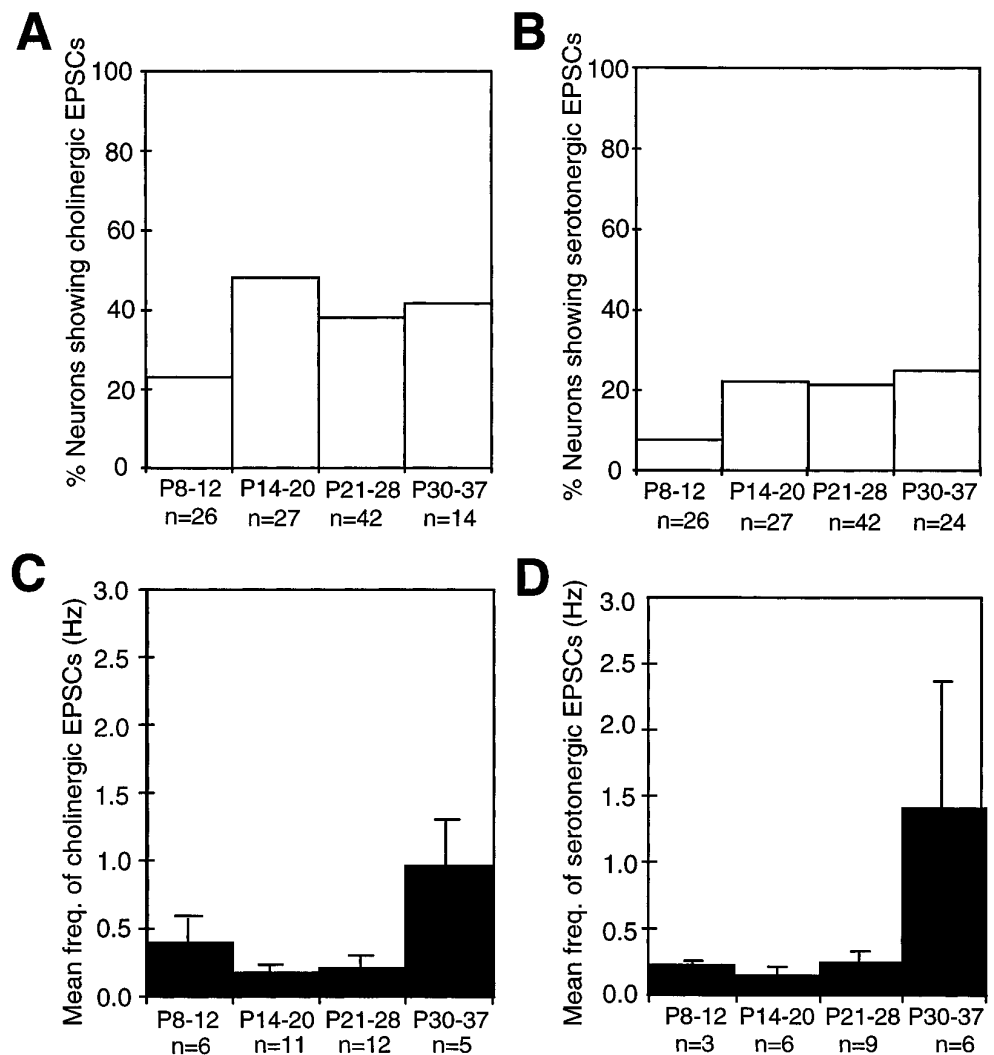 A
% Neurons showing cholinergic EPSCs
100
80
60
40
20
0
P8-12 P14-20 P21-28 P30-37
n=26 n=27 n=42 n=14
B
% Neurons showing serotonergic EPSCs
100
80
60
40
20
0
P8-12 P14-20 P21-28 P30-37
n=26 n=27 n=42 n=24
C
Mean freq. of cholinergic EPSCs (Hz)
3.0
2.5
2.0
1.5
1.0
0.5
0.0
P8-12 P14-20 P21-28 P30-37
n=6 n=11 n=12 n=5
D
Mean freq. of serotonergic EPSCs (Hz)
3.0
2.5
2.0
1.5
1.0
0.5
0.0
P8-12 P14-20 P21-28 P30-37
n=3 n=6 n=9 n=6